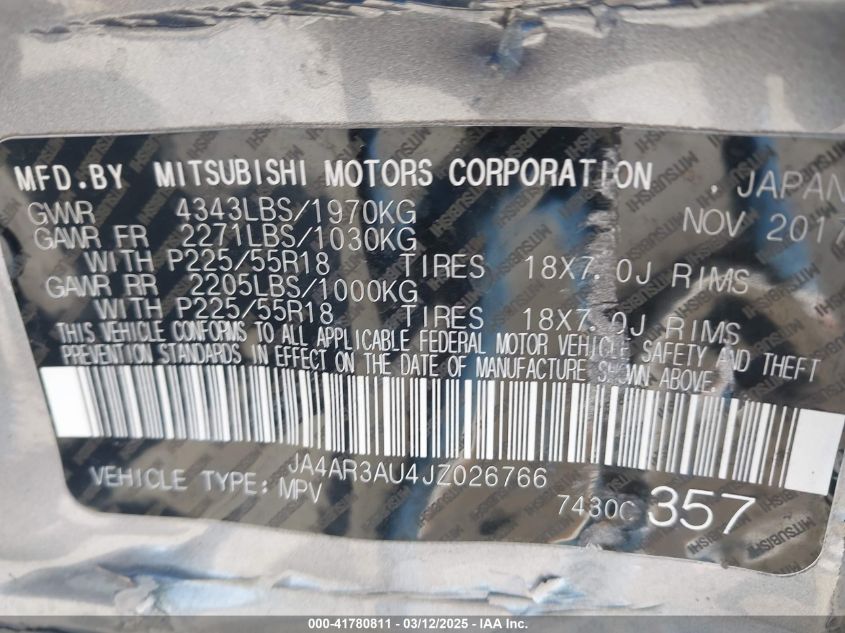 MFD.BY MITSUBISHI MOTORS CORPORATION . JAPAN
GVWR 4343LBS/1970KG NOV 2017
GAWR FR 2271LBS/1030KG
WITH P225/55R18 TIRES 18X7.0J RIMS
GAWR RR 2205LBS/1000KG
WITH P225/55R18 TIRES 18X7.0J RIMS
THIS VEHICLE CONFORMS TO ALL APPLICABLE FEDERAL MOTOR VEHICLE SAFETY AND THEFT
PREVENTION STANDARDS IN EFFECT ON THE DATE OF MANUFACTURE SHOWN ABOVE.
JA4AR3AU4JZ026766
VEHICLE TYPE: MPV 7430C 357
000-41780811 - 03/12/2025 - IAAI.com